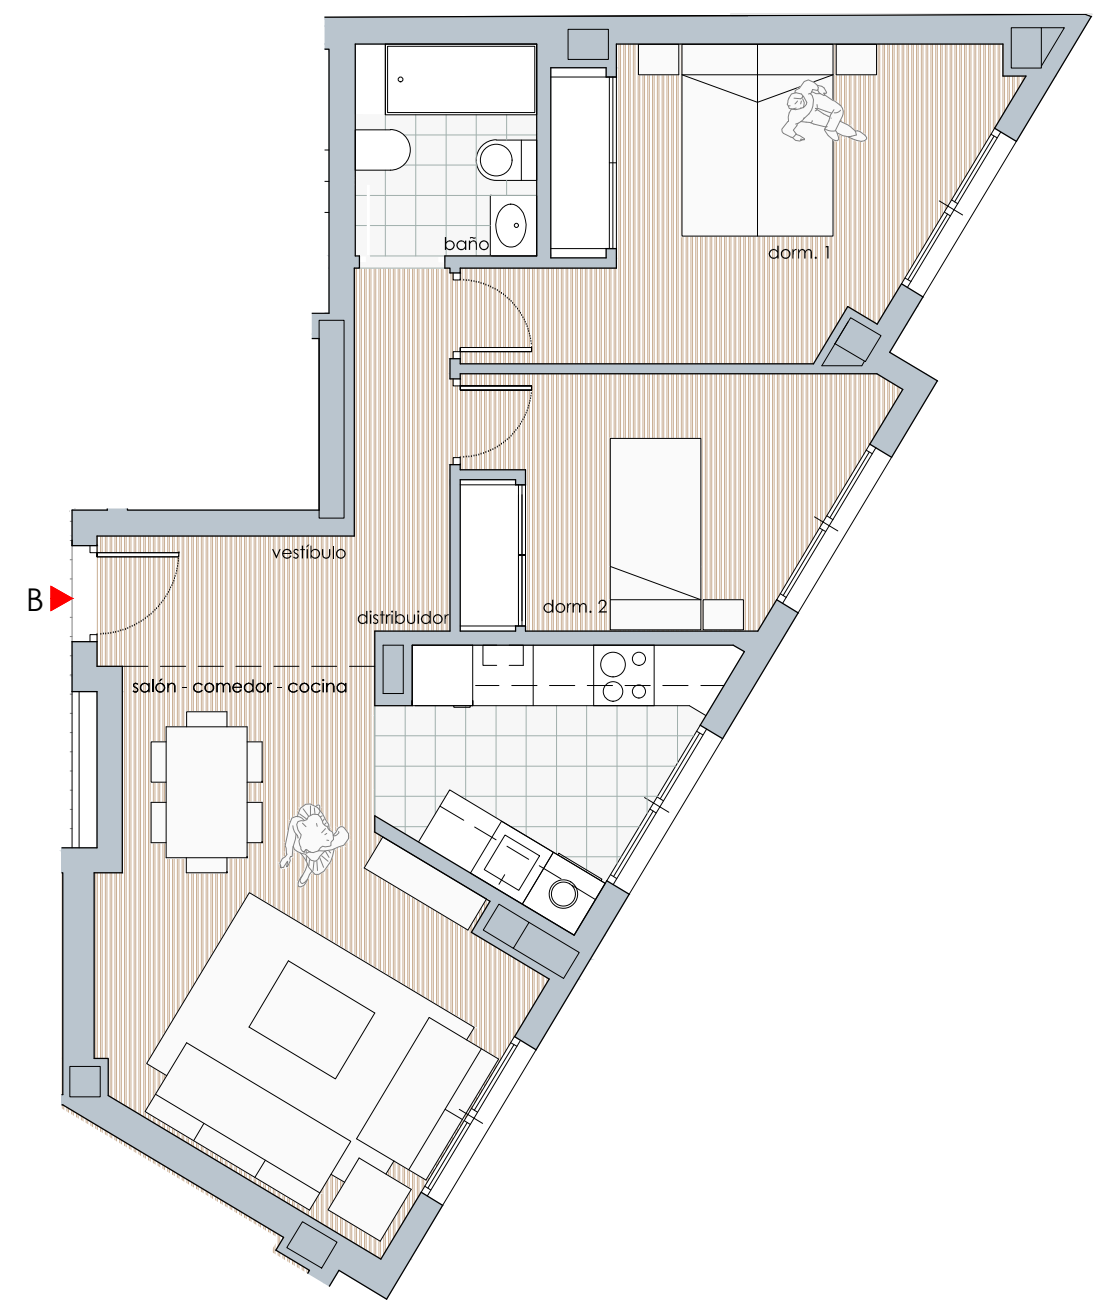 baño
dorm. 1
vestíbulo
B
dorm. 2
distribuidor
salón - comedor - cocina